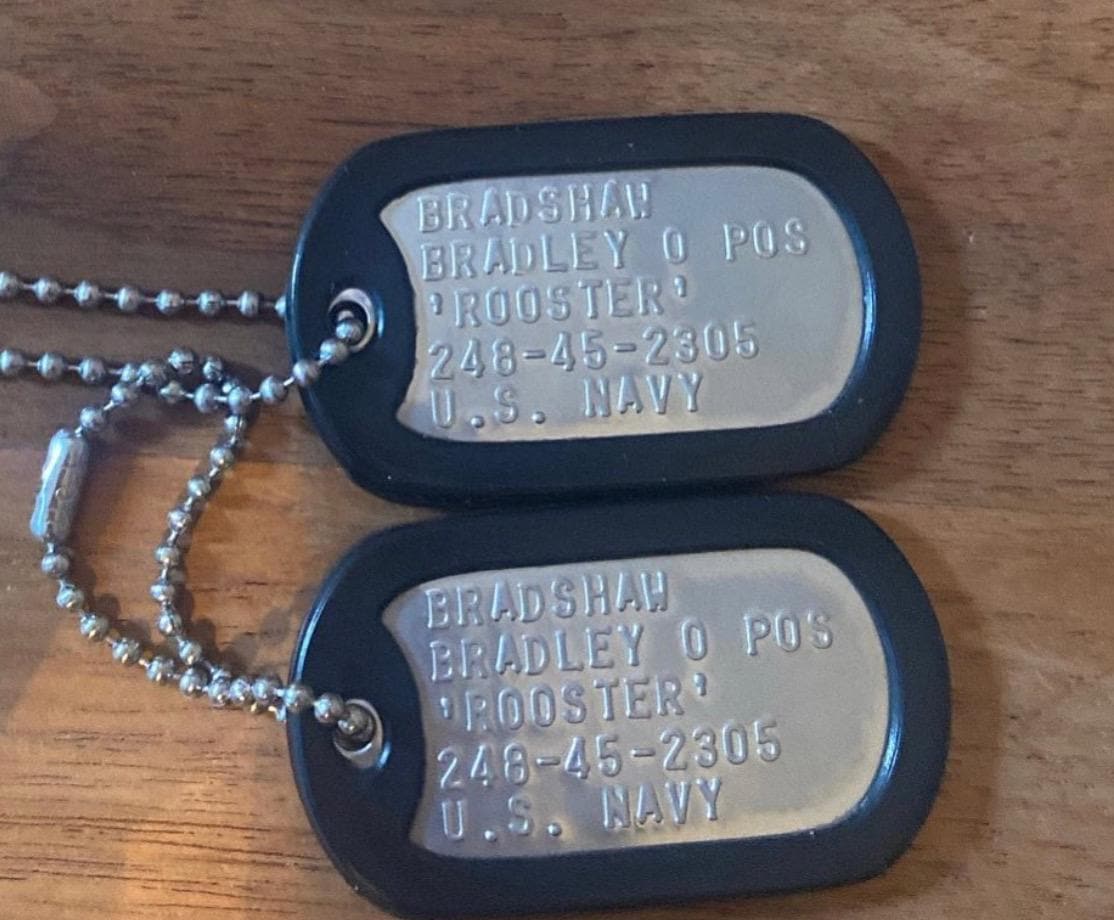 BRADSHAW
BRADLEY O POS
'ROOSTER'
248-45-2305
U.S. NAVY
BRADSHAW
BRADLEY O POS
'ROOSTER'
248-45-2305
U.S. NAVY